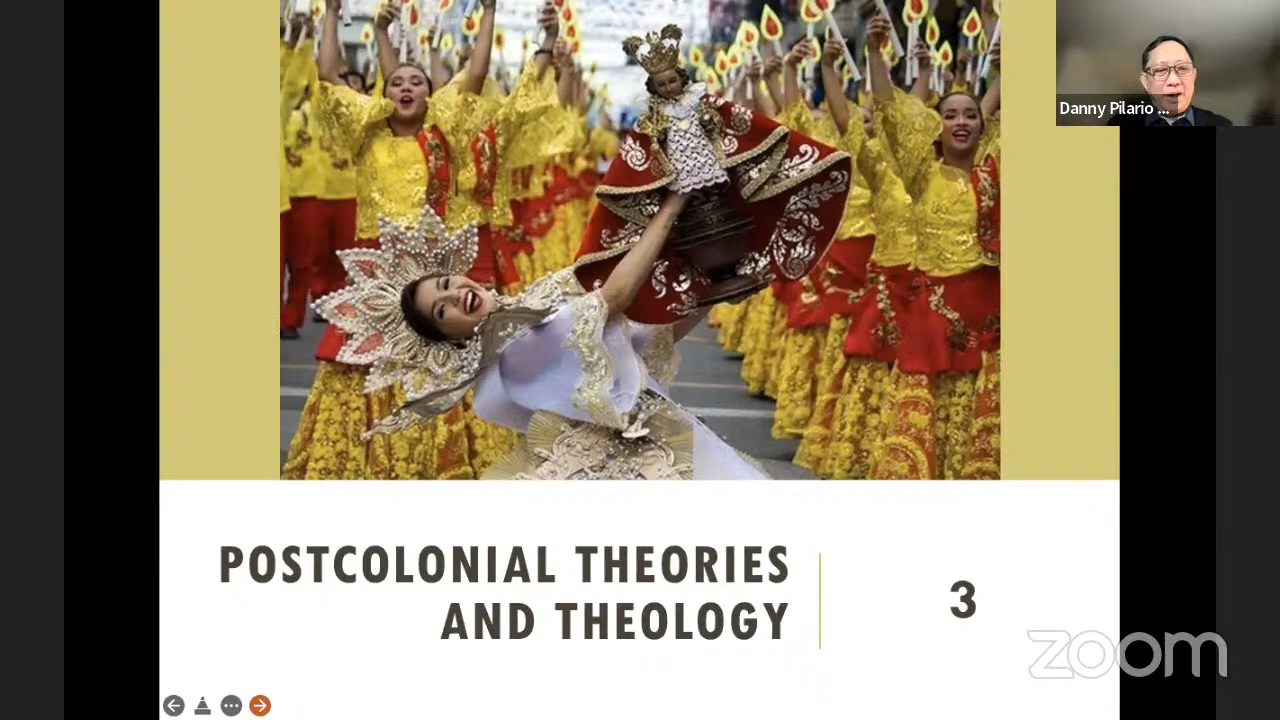 Danny Pilario ...
POSTCOLONIAL THEORIES
AND THEOLOGY
3
zoom